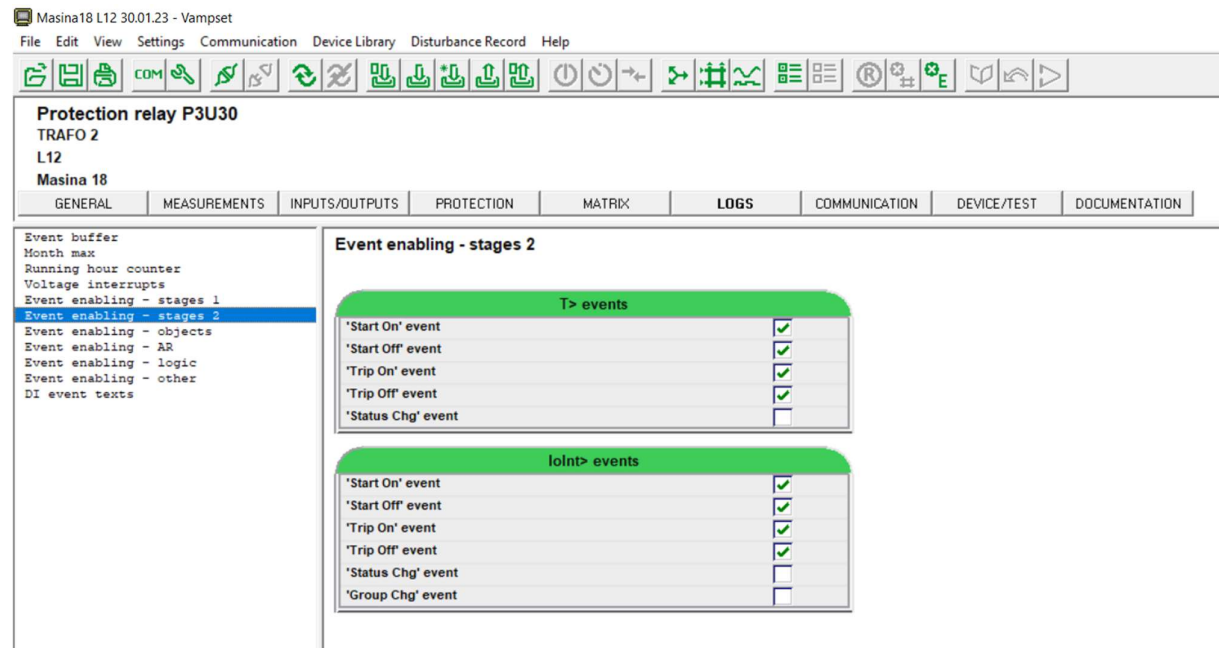 Masina18 L12 30.01.23 - Vampset
File Edit View Settings Communication Device Library Disturbance Record Help
COM
R
E
Protection relay P3U30
TRAFO 2
L12
Masina 18
GENERAL MEASUREMENTS INPUTS/OUTPUTS PROTECTION MATRIX LOGS COMMUNICATION DEVICE/TEST DOCUMENTATION
Event buffer
Month max
Running hour counter
Voltage interrupts
Event enabling - stages 1
Event enabling - stages 2
Event enabling - objects
Event enabling - AR
Event enabling - logic
Event enabling - other
DI event texts
Event enabling - stages 2
T> events
'Start On' event
'Start Off' event
'Trip On' event
'Trip Off' event
'Status Chg' event
IoInt> events
'Start On' event
'Start Off' event
'Trip On' event
'Trip Off' event
'Status Chg' event
'Group Chg' event